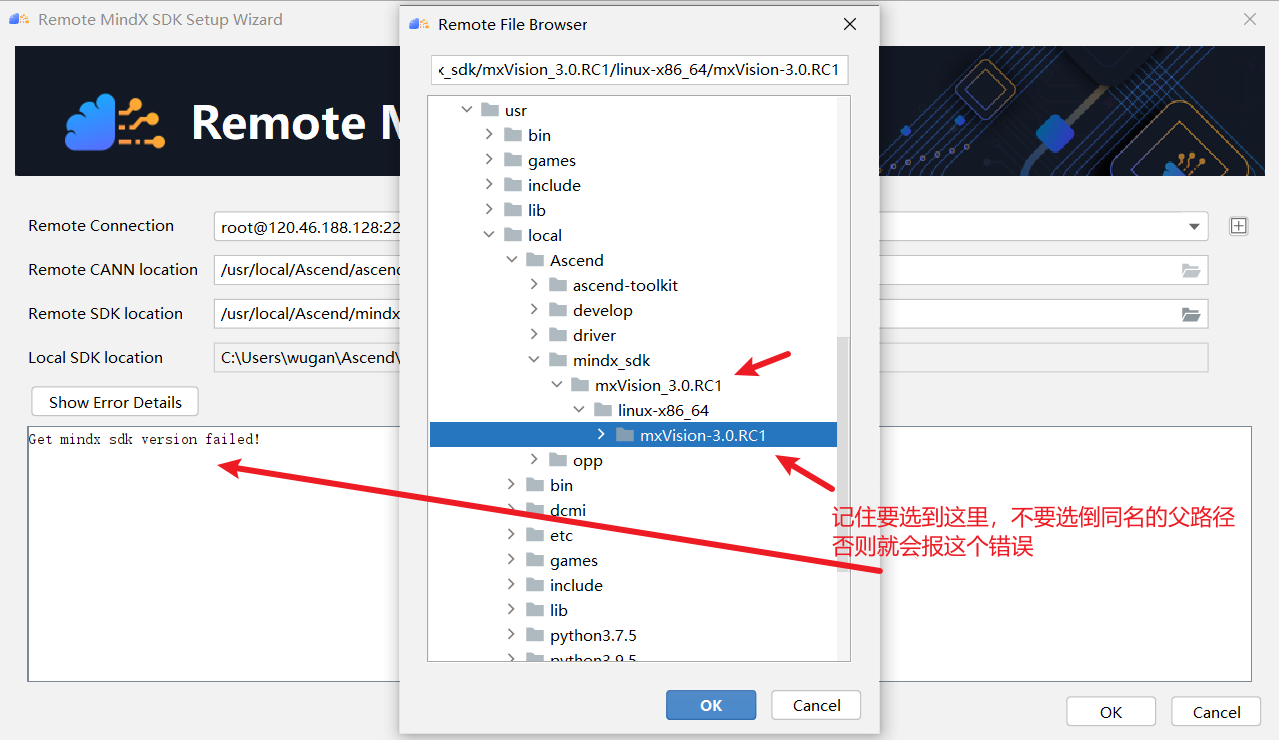 Remote MindX SDK Setup Wizard
Remote File Browser
_sdk/mxVision_3.0.RC1/linux-x86_64/mxVision-3.0.RC1
Remote
usr
bin
games
include
lib
local
Ascend
ascend-toolkit
develop
driver
mindx_sdk
mxVision_3.0.RC1
linux-x86_64
mxVision-3.0.RC1
opp
bin
dcmi
etc
games
include
lib
python3.7.5
python3.9.5
OK
Cancel
Remote Connection
root@120.46.188.128:22
Remote CANN location
/usr/local/Ascend/ascend
Remote SDK location
/usr/local/Ascend/mindx
Local SDK location
C:\Users\wugan\Ascend\
Show Error Details
Get mindx sdk version failed!
记住要选到这里，不要选倒同名的父路径
否则就会报这个错误
OK
Cancel